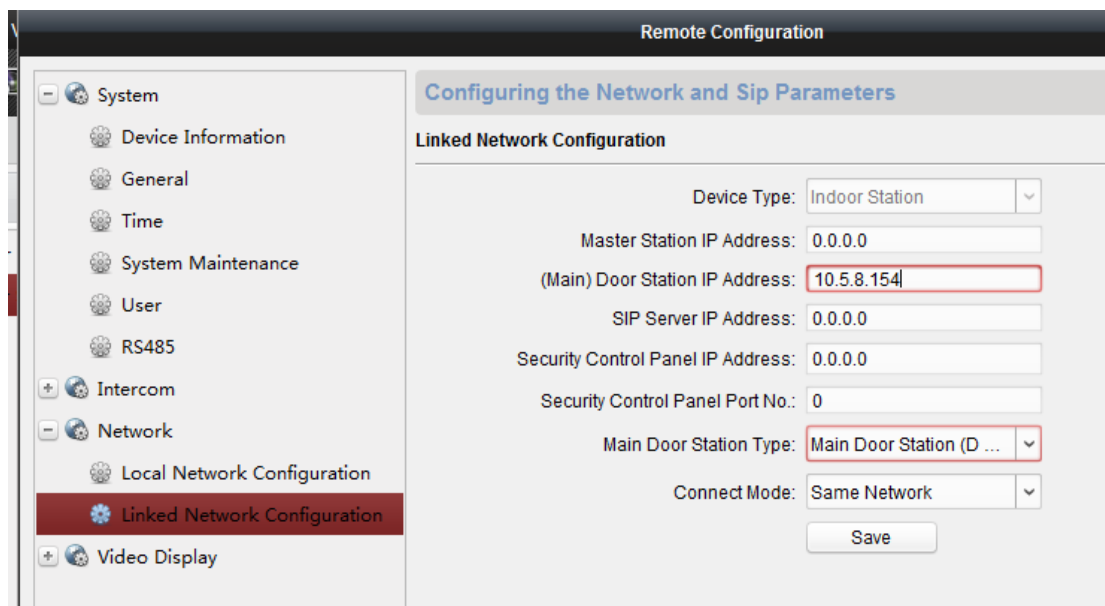 Remote Configuration
System
Device Information
General
Time
System Maintenance
User
RS485
Intercom
Network
Local Network Configuration
Linked Network Configuration
Video Display
Configuring the Network and Sip Parameters
Linked Network Configuration
Device Type: Indoor Station
Master Station IP Address: 0.0.0.0
(Main) Door Station IP Address: 10.5.8.154
SIP Server IP Address: 0.0.0.0
Security Control Panel IP Address: 0.0.0.0
Security Control Panel Port No.: 0
Main Door Station Type: Main Door Station (D ...
Connect Mode: Same Network
Save